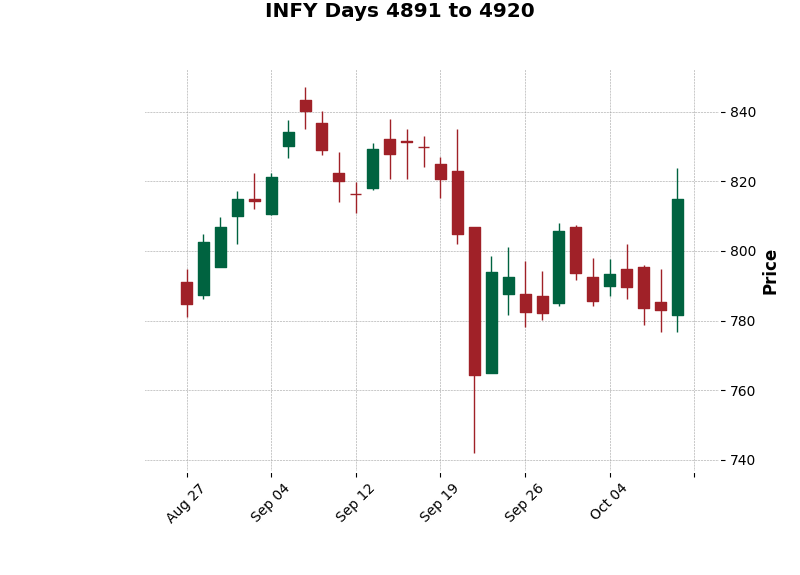 INFY Days 4891 to 4920
840
820
800
780
760
740
Price
Aug 27
Sep 04
Sep 12
Sep 19
Sep 26
Oct 04